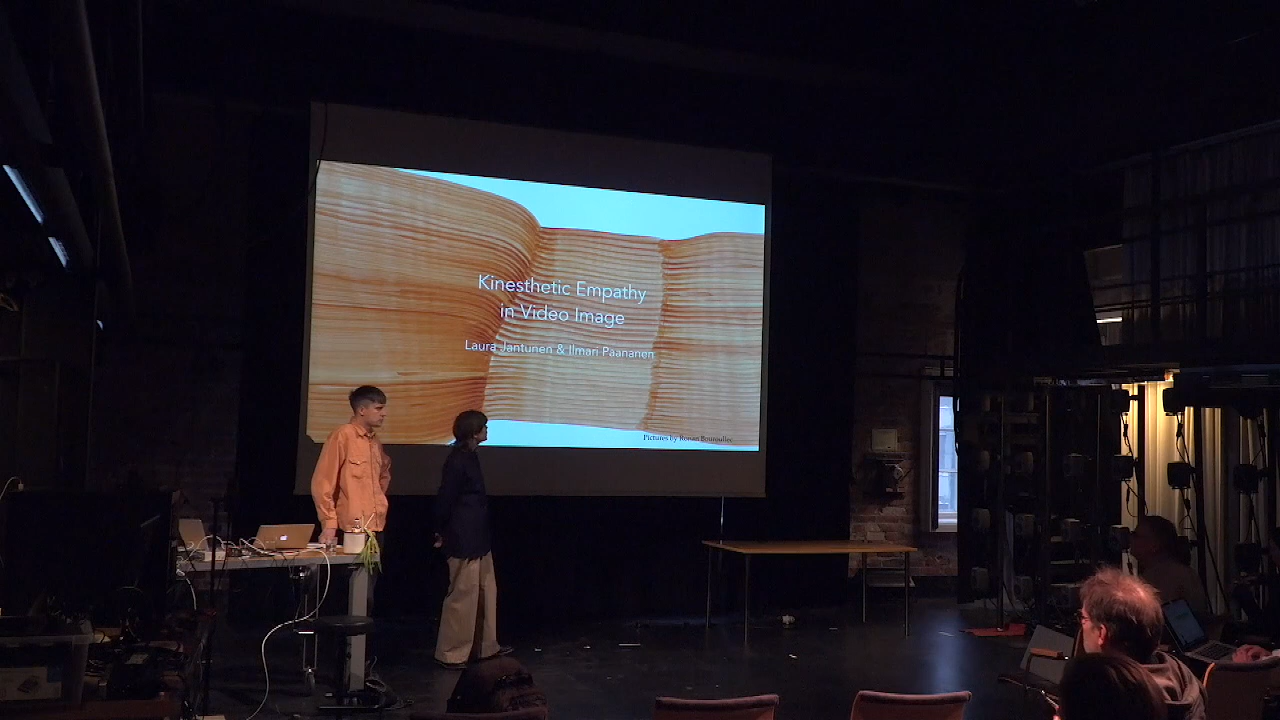 Kinesthetic Empathy
in Video Image
Laura Jantunen & Ilmari Paananen
Pictures by Ronan Bouroullec